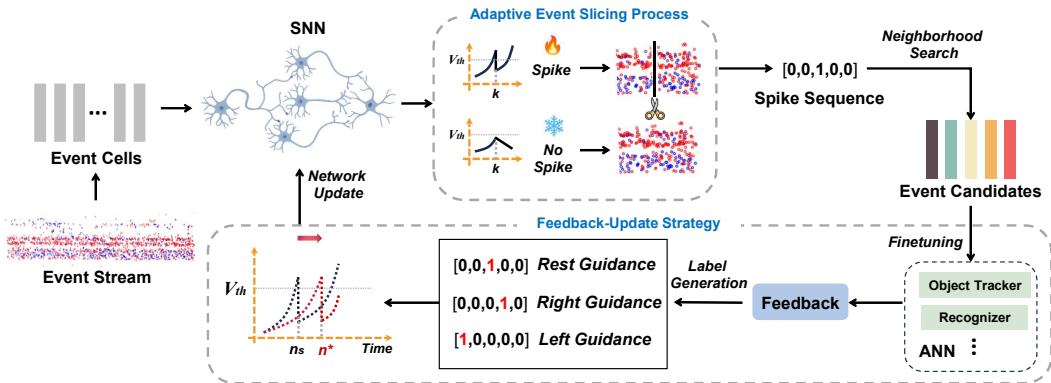 SNN
Adaptive Event Slicing Process
Vth
k
Spike
Vth
k
No
Spike
[0,0,1,0,0]
Spike Sequence
Neighborhood
Search
...
Event Cells
Event Stream
Network
Update
Event Candidates
Finetuning
Feedback-Update Strategy
Vth
ns
n*
Time
[0,0,1,0,0] Rest Guidance
[0,0,0,1,0] Right Guidance
[1,0,0,0,0] Left Guidance
Label
Generation
Feedback
Object Tracker
Recognizer
ANN